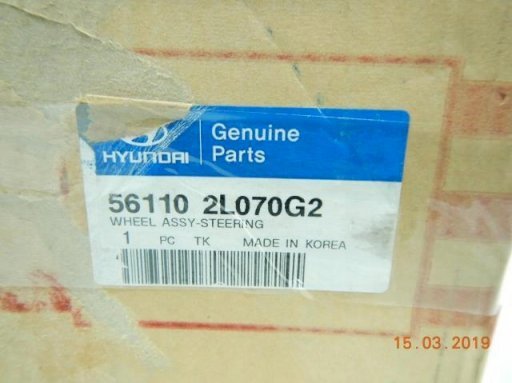 HYUNDAI
Genuine
Parts
56110 2L070G2
WHEEL ASSY-STEERING
1 PC TK MADE IN KOREA
15.03.2019